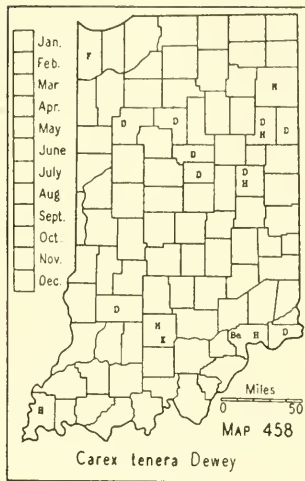 Jan.
Feb.
Mar
Apr.
May
June
July
Aug
Sept.
Oct.
Nov.
Dec.
F
M
D D D D
H
D
D D
H
D
M
K
Ba H D
H
Miles
0 50
MAP 458
Carex tenera Dewey